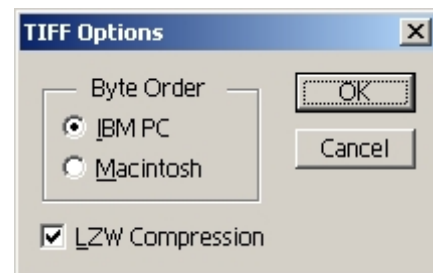 TIFF Options
Byte Order
IBM PC
Macintosh
LZW Compression
OK
Cancel